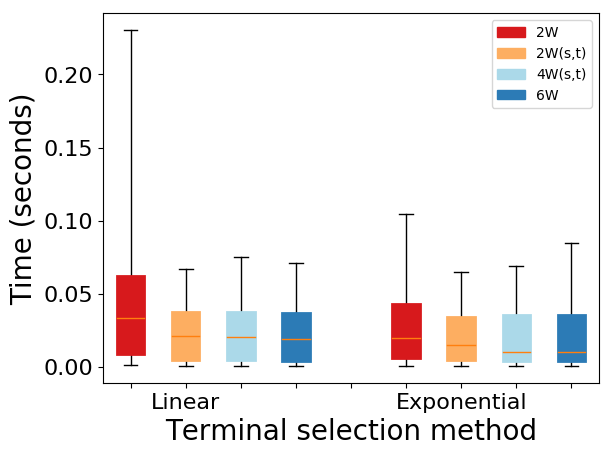 2W
2W(s,t)
4W(s,t)
6W
0.20
0.15
0.10
0.05
0.00
Time (seconds)
Linear
Exponential
Terminal selection method